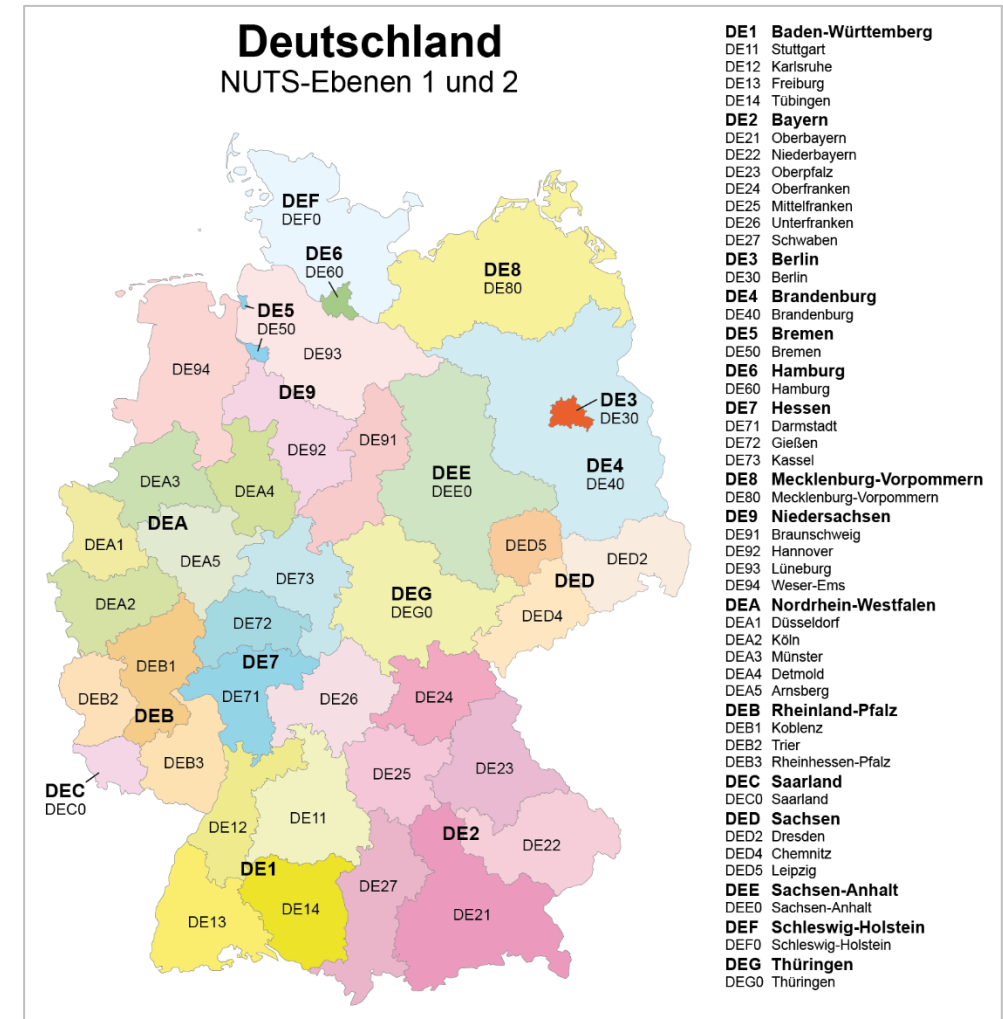 Deutschland
NUTS-Ebenen 1 und 2
DEF
DEF0
DE6
DE60
DE8
DE80
DE5
DE50
DE93
DE94
DE9
DE3
DE30
DE91
DE92
DEE
DEE0
DE4
DE40
DEA3
DEA4
DEA
DEA1
DEA5
DED5
DED2
DE73
DED
DEG
DEG0
DEA2
DED4
DE72
DEB1
DE7
DEB2
DE71
DE26
DE24
DEB
DEB3
DE25
DE23
DEC
DEC0
DE12
DE11
DE2
DE22
DE1
DE27
DE14
DE21
DE13
DE1 Baden-Württemberg
DE11 Stuttgart
DE12 Karlsruhe
DE13 Freiburg
DE14 Tübingen
DE2 Bayern
DE21 Oberbayern
DE22 Niederbayern
DE23 Oberpfalz
DE24 Oberfranken
DE25 Mittelfranken
DE26 Unterfranken
DE27 Schwaben
DE3 Berlin
DE30 Berlin
DE4 Brandenburg
DE40 Brandenburg
DE5 Bremen
DE50 Bremen
DE6 Hamburg
DE60 Hamburg
DE7 Hessen
DE71 Darmstadt
DE72 Gießen
DE73 Kassel
DE8 Mecklenburg-Vorpommern
DE80 Mecklenburg-Vorpommern
DE9 Niedersachsen
DE91 Braunschweig
DE92 Hannover
DE93 Lüneburg
DE94 Weser-Ems
DEA Nordrhein-Westfalen
DEA1 Düsseldorf
DEA2 Köln
DEA3 Münster
DEA4 Detmold
DEA5 Arnsberg
DEB Rheinland-Pfalz
DEB1 Koblenz
DEB2 Trier
DEB3 Rheinhessen-Pfalz
DEC Saarland
DEC0 Saarland
DED Sachsen
DED2 Dresden
DED4 Chemnitz
DED5 Leipzig
DEE Sachsen-Anhalt
DEE0 Sachsen-Anhalt
DEF Schleswig-Holstein
DEF0 Schleswig-Holstein
DEG Thüringen
DEG0 Thüringen